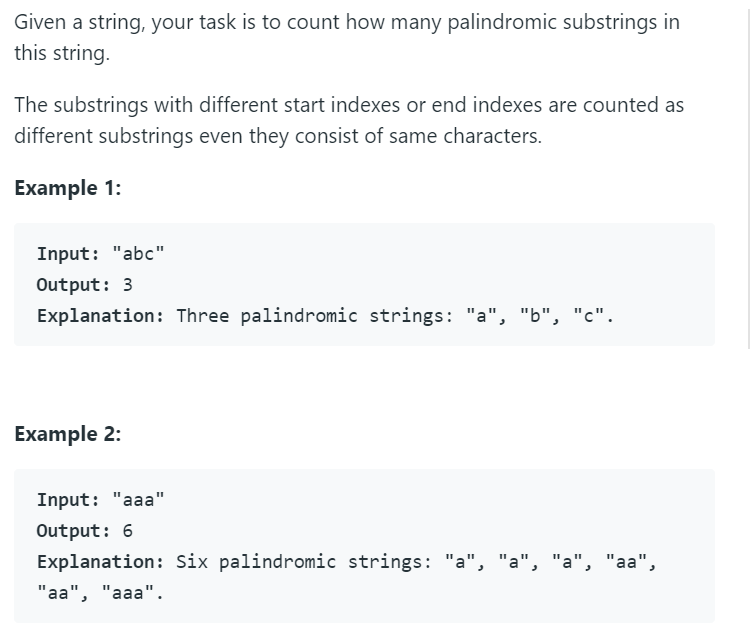 Given a string, your task is to count how many palindromic substrings in
this string.
The substrings with different start indexes or end indexes are counted as
different substrings even they consist of same characters.
Example 1:
Input: "abc"
Output: 3
Explanation: Three palindromic strings: "a", "b", "c".
Example 2:
Input: "aaa"
Output: 6
Explanation: Six palindromic strings: "a", "a", "a", "aa",
"aa", "aaa".